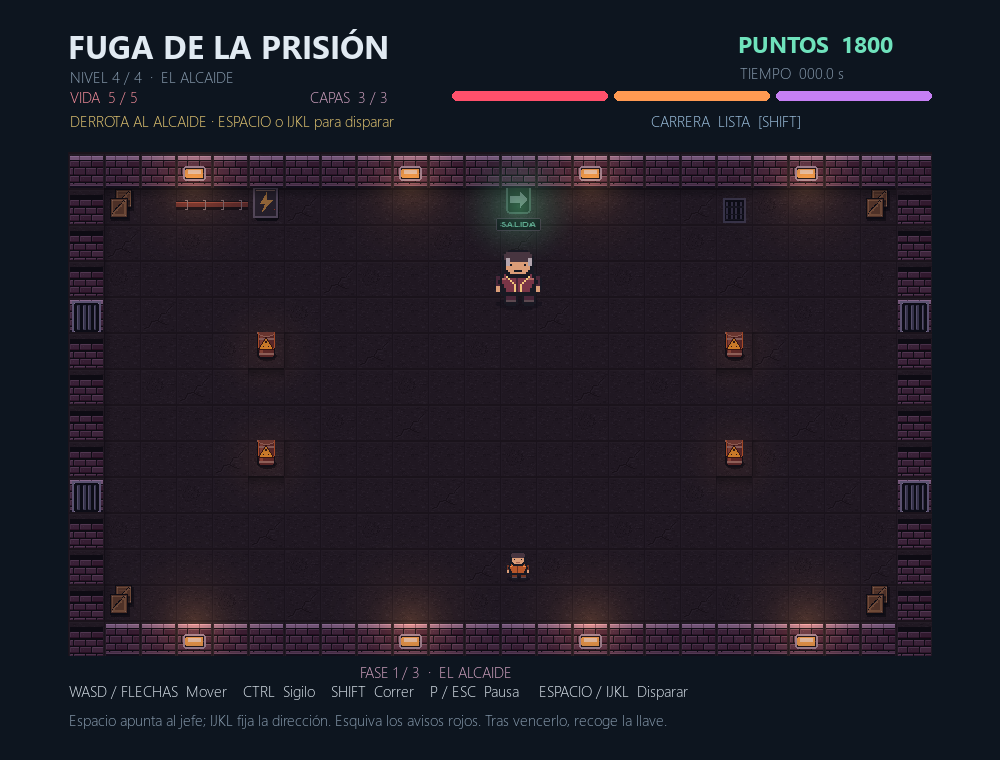 FUGA DE LA PRISIÓN
PUNTOS 1800
NIVEL 4 / 4 · EL ALCAIDE
TIEMPO 000.0 s
VIDA 5 / 5
CAPAS 3 / 3
DERROTA AL ALCAIDE · ESPACIO o IJKL para disparar
CARRERA LISTA [SHIFT]
SALIDA
FASE 1 / 3 · EL ALCAIDE
WASD / FLECHAS Mover CTRL Sigilo SHIFT Correr P / ESC Pausa ESPACIO / IJKL Disparar
Espacio apunta al jefe; IJKL fija la dirección. Esquiva los avisos rojos. Tras vencerlo, recoge la llave.